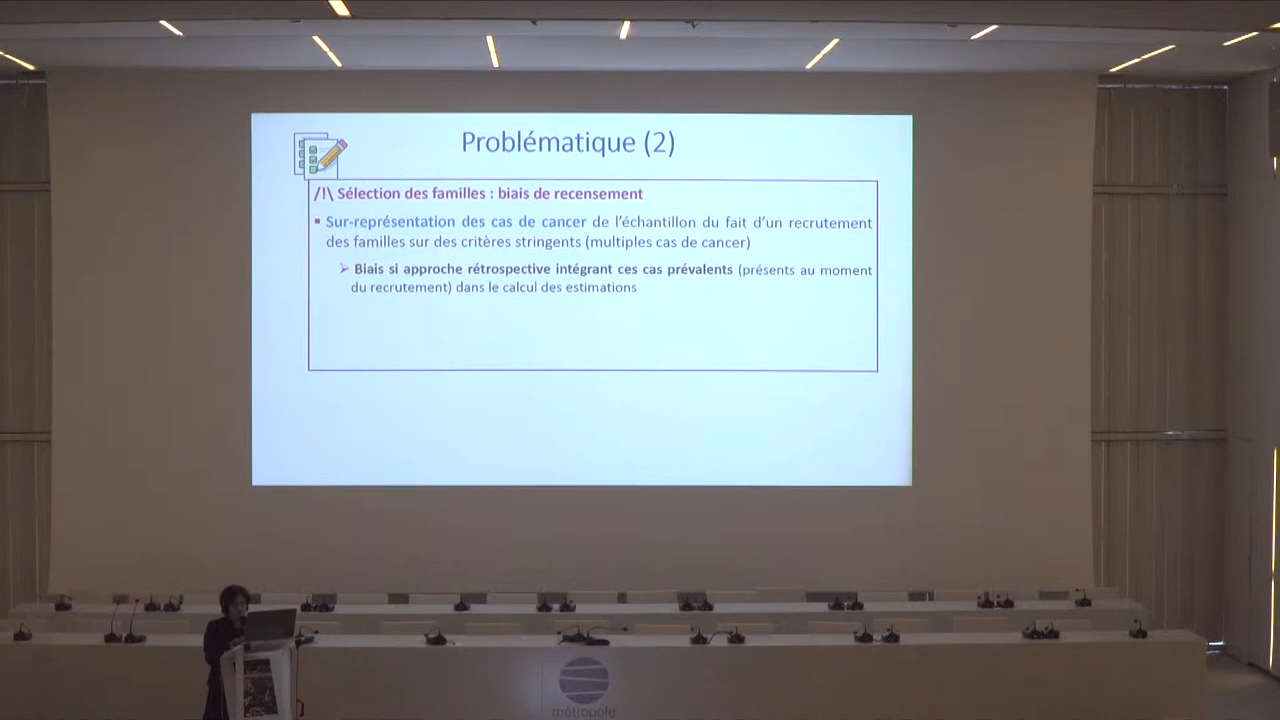 Problématique (2)
/!\ Sélection des familles : biais de recensement
▪ Sur-représentation des cas de cancer de l'échantillon du fait d'un recrutement
des familles sur des critères stringents (multiples cas de cancer)
➢ Biais si approche rétrospective intégrant ces cas prévalents (présents au moment
du recrutement) dans le calcul des estimations
métropole